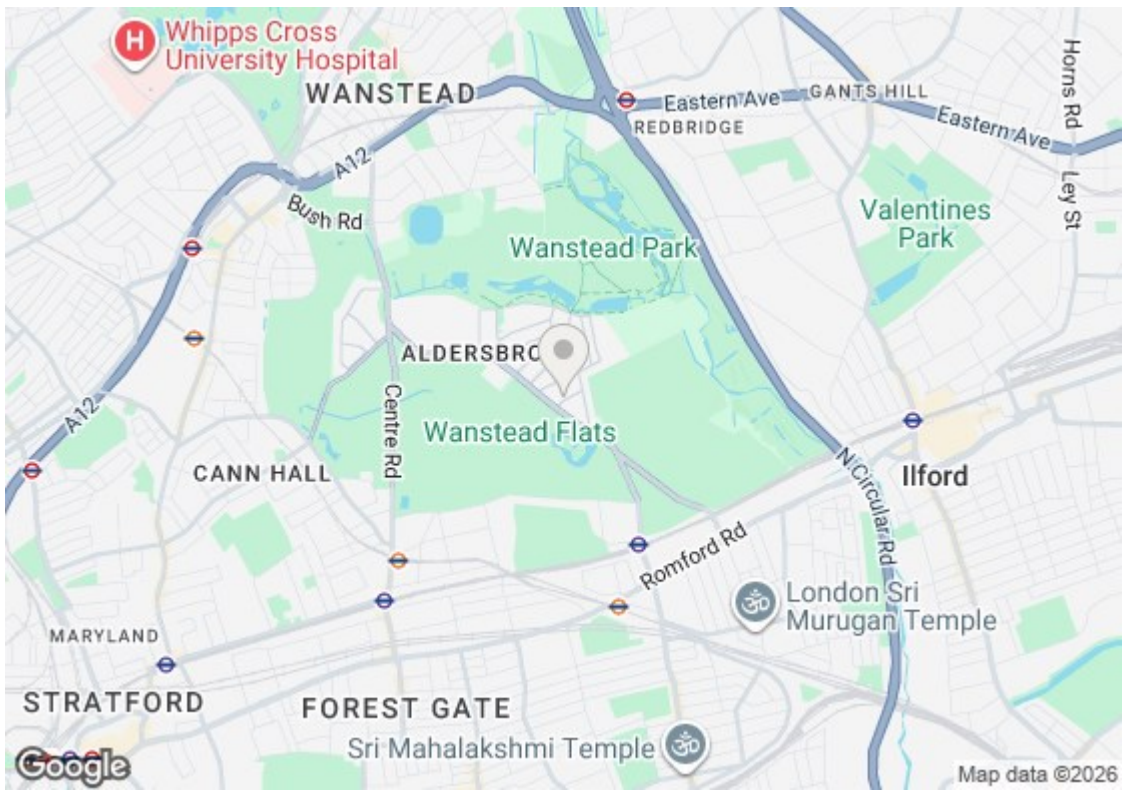 Whipps Cross
University Hospital
WANSTEAD
Eastern Ave
GANTS HILL
Horns Rd
REDBRIDGE
Eastern Ave
A12
Bush Rd
Ley St
Valentines
Park
Wanstead Park
ALDERSBRO
A12
Centre Rd
Wanstead Flats
CANN HALL
N Circular Rd
Ilford
Romford Rd
London Sri
Murugan Temple
MARYLAND
STRATFORD
FOREST GATE
Sri Mahalakshmi Temple
Google
Map data ©2026